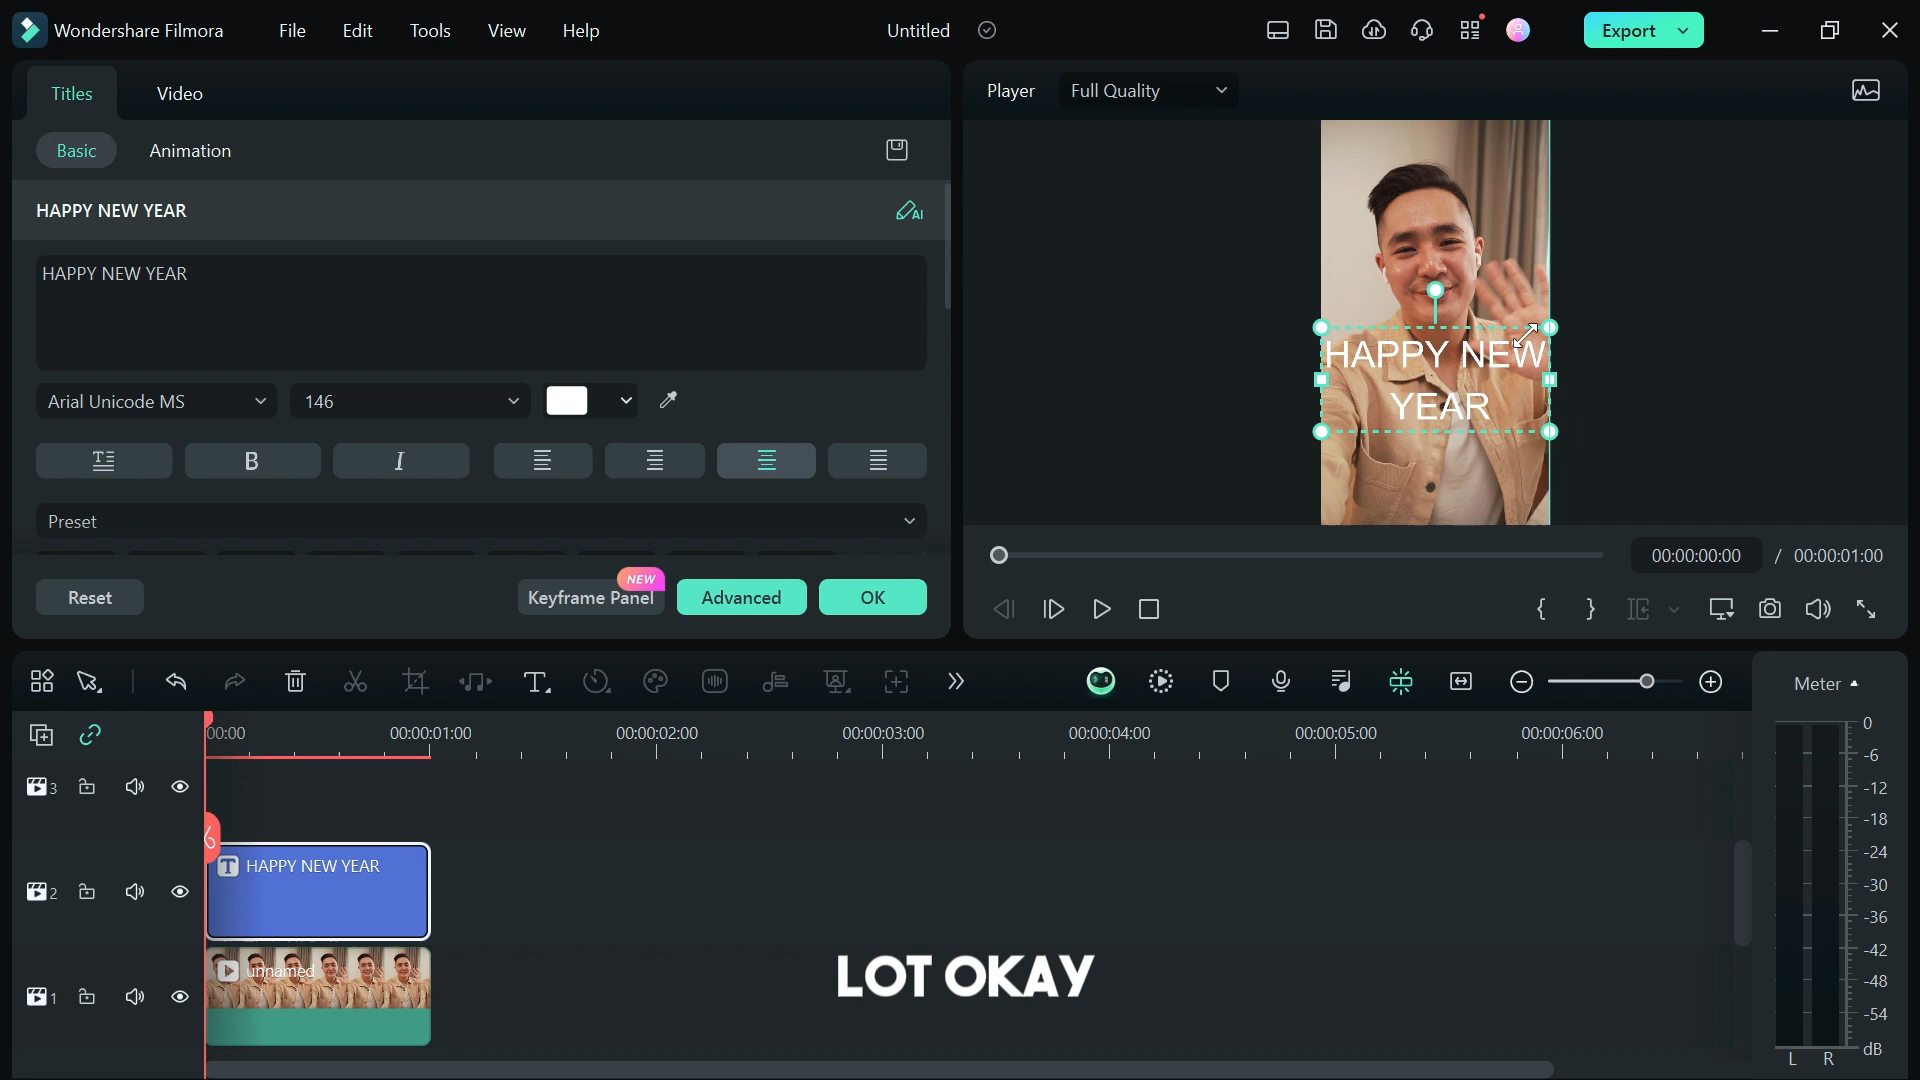 Wondershare Filmora File Edit Tools View Help Untitled Export
Titles Video
Basic Animation
HAPPY NEW YEAR AI
HAPPY NEW YEAR
Arial Unicode MS 146
T B I
Preset
NEW
Reset Keyframe Panel Advanced OK
Player Full Quality
HAPPY NEW
YEAR
00:00:00:00 / 00:00:01:00
{ }
T
Meter
00:00 00:00:01:00 00:00:02:00 00:00:03:00 00:00:04:00 00:00:05:00 00:00:06:00
3
T HAPPY NEW YEAR
2
unnamed
1
LOT OKAY
0
-6
-12
-18
-24
-30
-36
-42
-48
-54
dB
L R